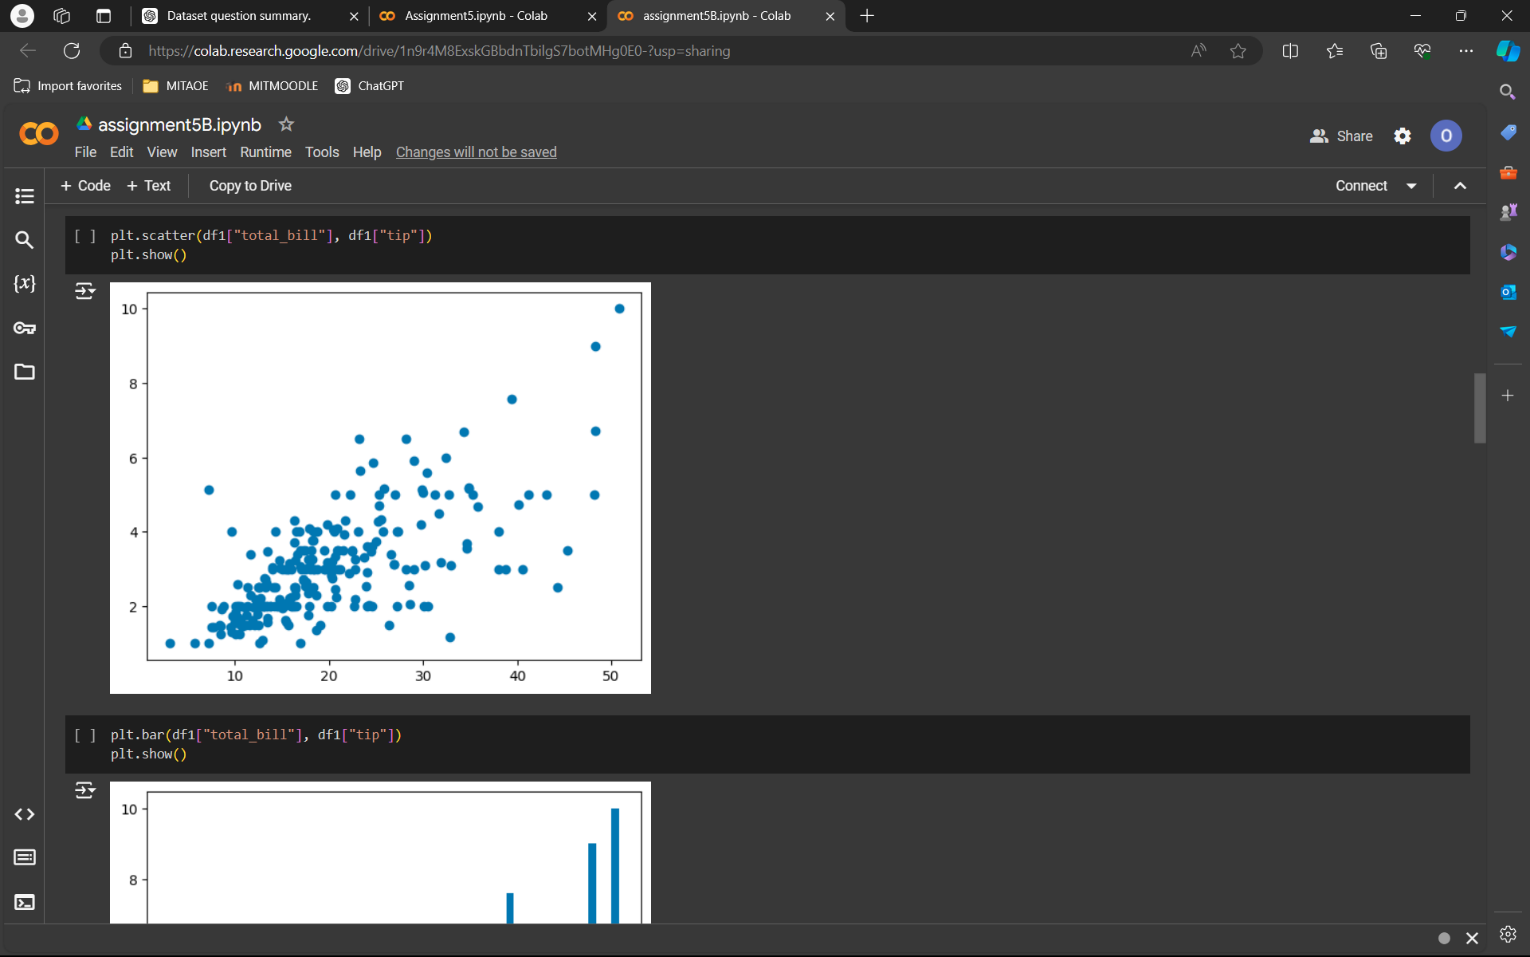 Dataset question summary.
Assignment5.ipynb - Colab
assignment5B.ipynb - Colab
https://colab.research.google.com/drive/1n9r4M8ExskGBbdnTbilgS7botMHg0E0-?usp=sharing
Import favorites
MITAOE
MITMOODLE
ChatGPT
assignment5B.ipynb
Share
O
File Edit View Insert Runtime Tools Help Changes will not be saved
+ Code + Text Copy to Drive
Connect
[ ] plt.scatter(df1["total_bill"], df1["tip"])
plt.show()
{x}
10
8
6
4
2
10 20 30 40 50
[ ] plt.bar(df1["total_bill"], df1["tip"])
plt.show()
10
8